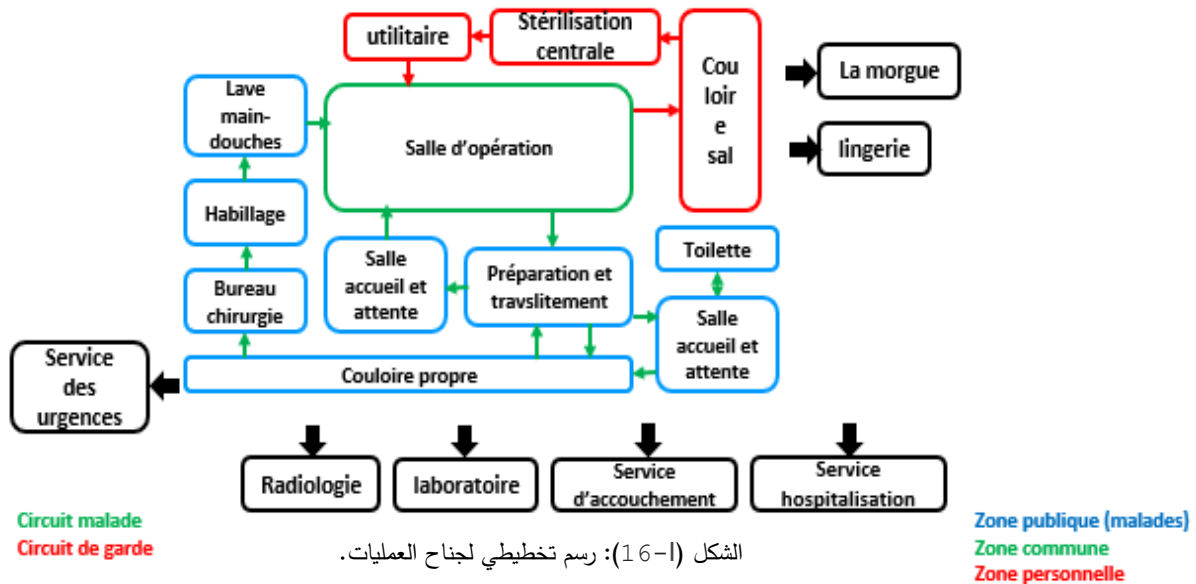 utilitaire
Stérilisation
centrale
Cou
loir
e
sal
La morgue
lingerie
Lave
main-
douches
Salle d'opération
Habillage
Bureau
chirurgie
Salle
accueil et
attente
Préparation et
travslitement
Toilette
Salle
accueil et
attente
Couloire propre
Service
des
urgences
Radiologie
laboratoire
Service
d'accouchement
Service
hospitalisation
Circuit malade
Circuit de garde
الشكل (I-16): رسم تخطيطي لجناح العمليات.
Zone publique (malades)
Zone commune
Zone personnelle